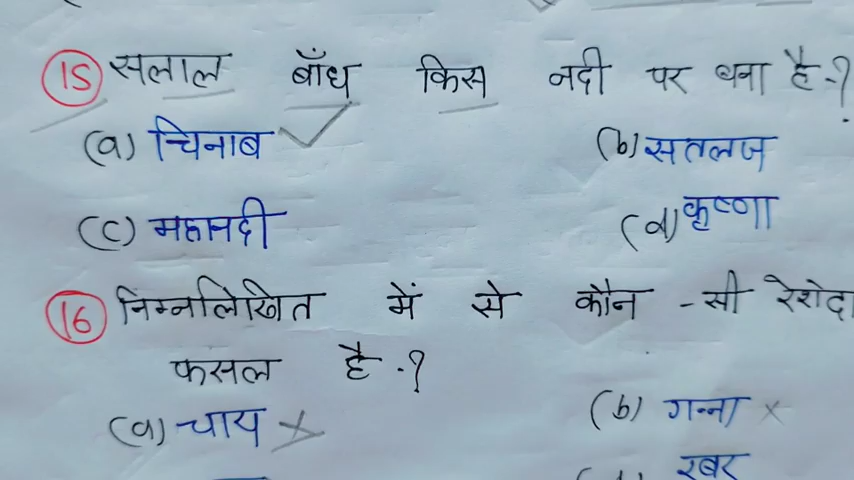 (15) सलाल बाँध किस नदी पर बना है-?
(a) चिनाब (b) सतलज
(c) महानदी (d) कृष्णा
(16) निम्नलिखित में से कौन-सी रेशेदा
फसल है-?
(a) चाय (b) गन्ना
रबर